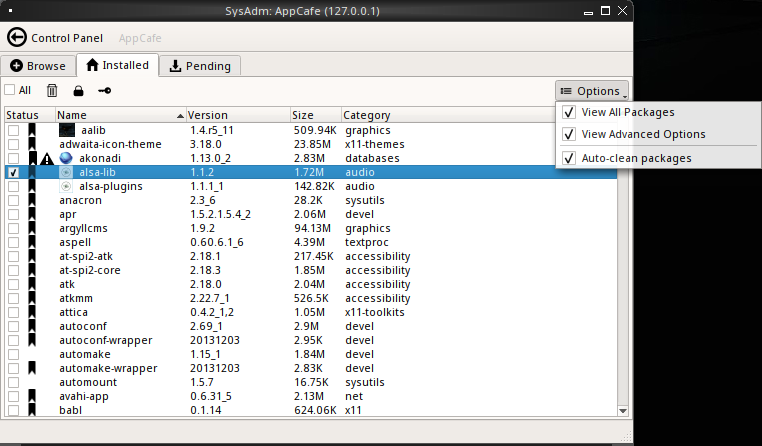 SysAdm: AppCafe (127.0.0.1)
Control Panel AppCafe
Browse Installed Pending
All Options
View All Packages
View Advanced Options
Auto-clean packages
Status Name Version Size Category
aalib 1.4.r5_11 509.94K graphics
adwaita-icon-theme 3.18.0 23.85M x11-themes
akonadi 1.13.0_2 2.83M databases
alsa-lib 1.1.2 1.72M audio
alsa-plugins 1.1.1_1 142.82K audio
anacron 2.3_6 28.2K sysutils
apr 1.5.2.1.5.4_2 2.06M devel
argyllcms 1.9.2 94.13M graphics
aspell 0.60.6.1_6 4.39M textproc
at-spi2-atk 2.18.1 217.45K accessibility
at-spi2-core 2.18.3 1.85M accessibility
atk 2.18.0 2.04M accessibility
atkmm 2.22.7_1 526.5K accessibility
attica 0.4.2_1,2 1.05M x11-toolkits
autoconf 2.69_1 2.9M devel
autoconf-wrapper 20131203 2.95K devel
automake 1.15_1 1.84M devel
automake-wrapper 20131203 2.83K devel
automount 1.5.7 16.75K sysutils
avahi-app 0.6.31_5 2.13M net
babl 0.1.14 624.06K x11